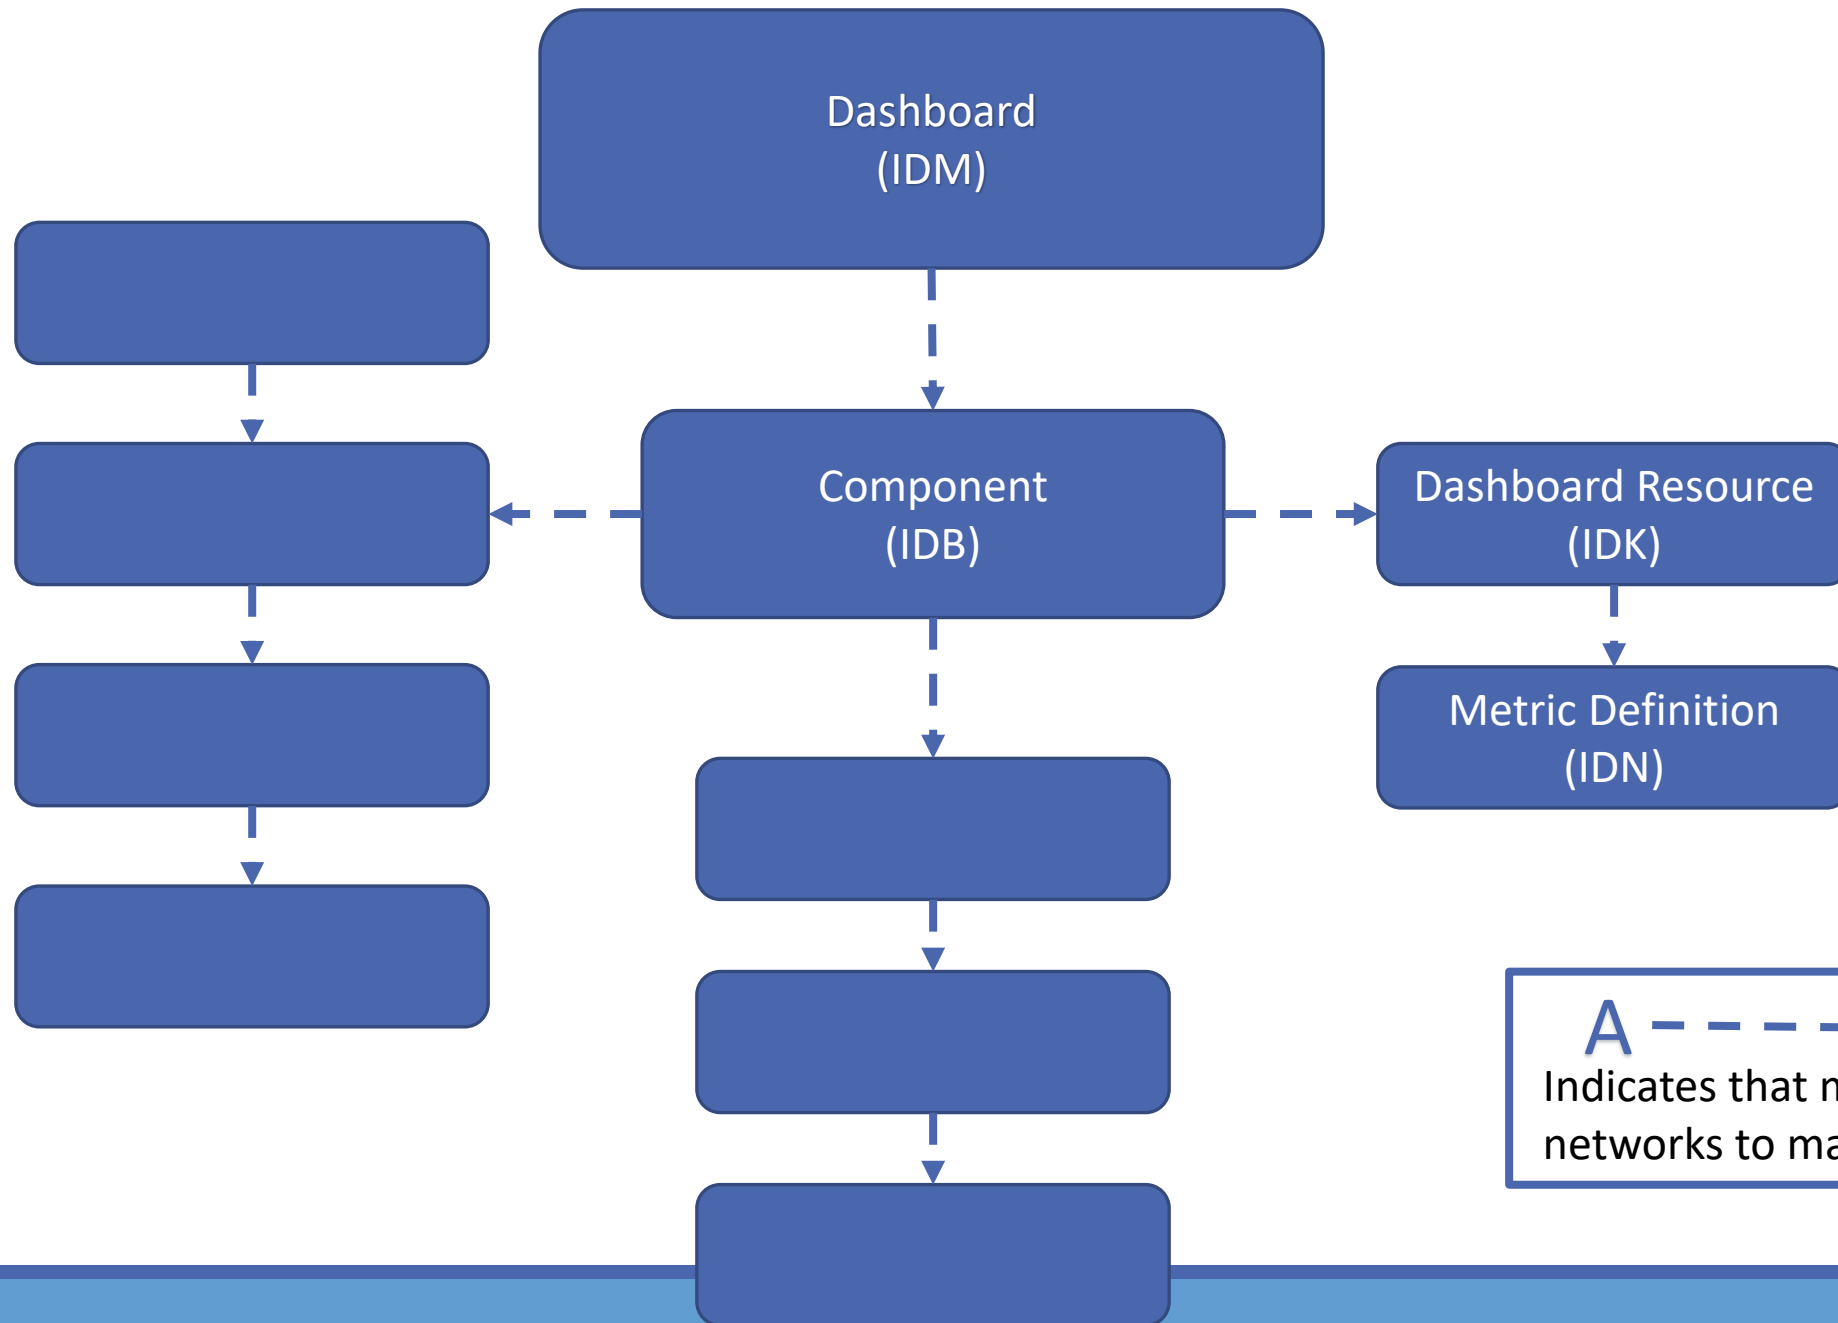 Dashboard
(IDM)
Component
(IDB)
Dashboard Resource
(IDK)
Metric Definition
(IDN)
A
Indicates that
networks to